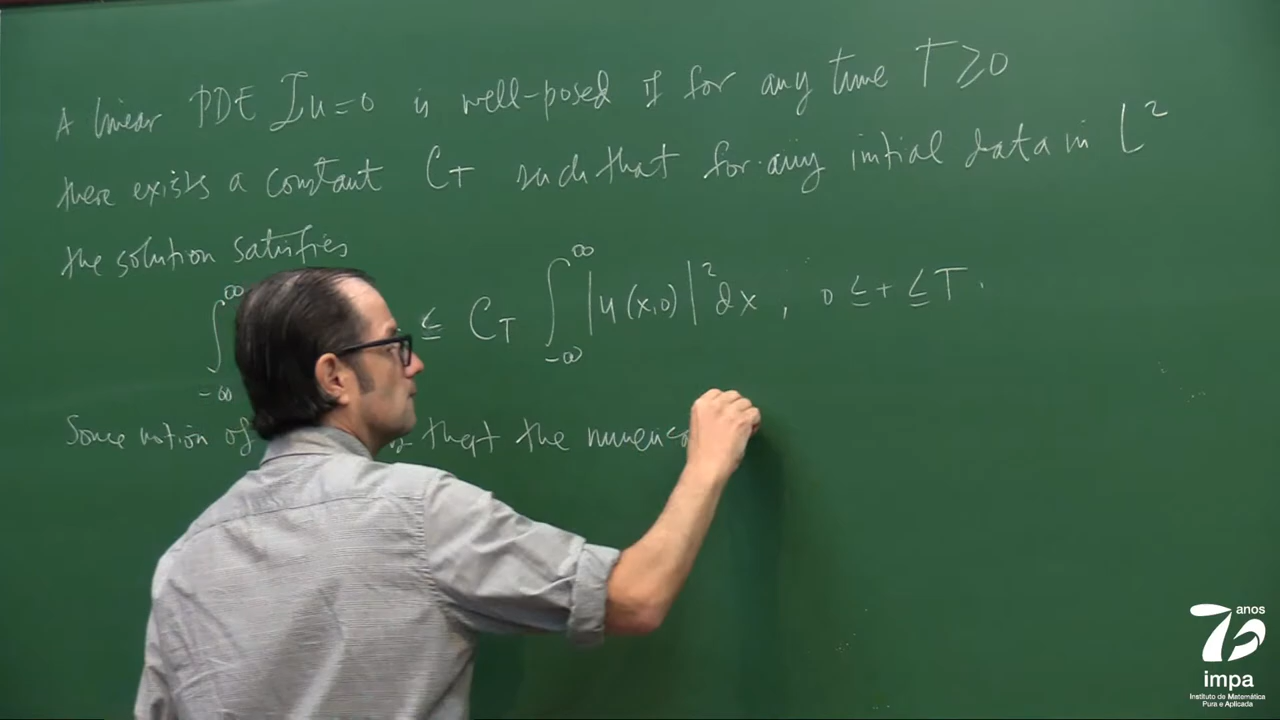 A linear PDE ℒu=0 is well-posed if for any time T≥0
there exists a constant C_T such that for any initial data in L²
the solution satisfies
∫_{-∞}^{∞} ≤ C_T ∫_{-∞}^{∞} |u(x,0)|² dx, 0≤t≤T.
Some notion of that the numeric
70 anos
impa
Instituto de Matemática
Pura e Aplicada